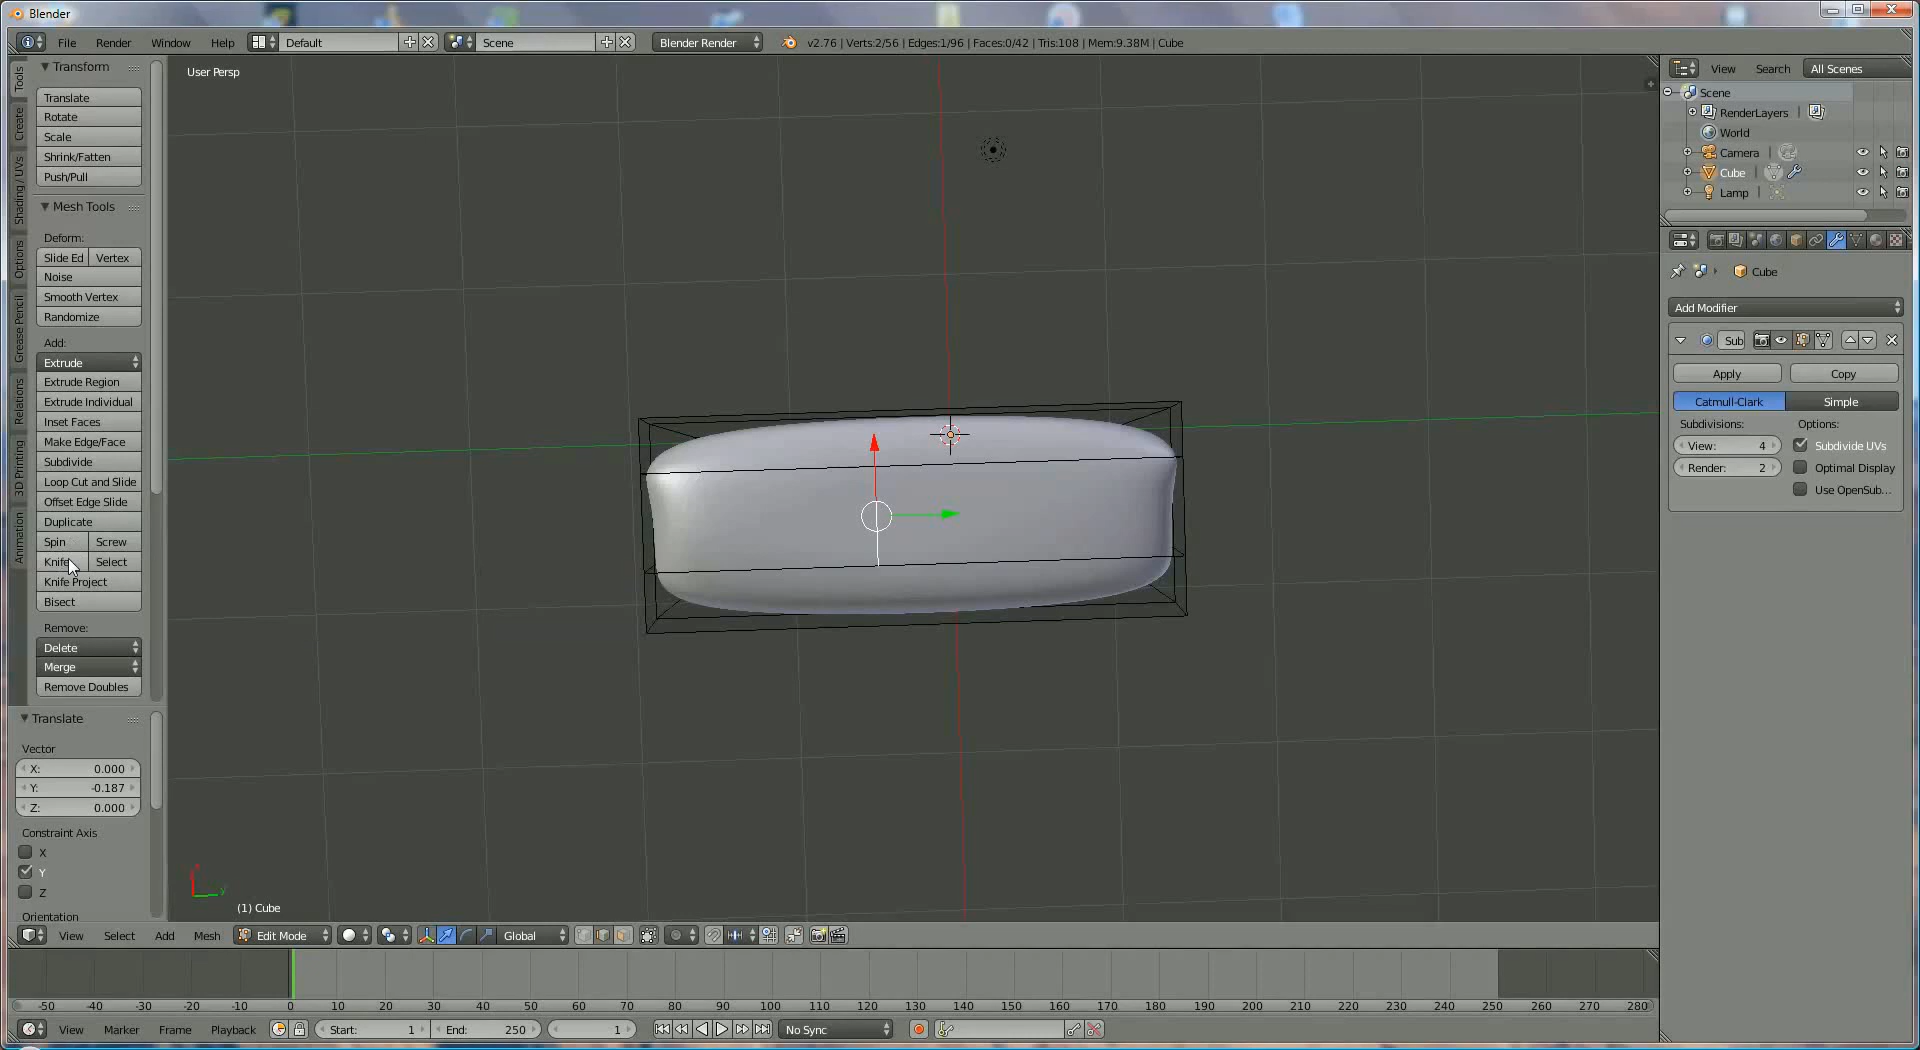 Blender
File Render Window Help Default Scene Blender Render v2.76 | Verts:2/56 | Edges:1/96 | Faces:0/42 | Tris:108 | Mem:9.38M | Cube
Tools
Create
Shading / UVs
Options
Grease Pencil
Relations
3D Printing
Animation
Transform
Translate
Rotate
Scale
Shrink/Fatten
Push/Pull
Mesh Tools
Deform:
Slide Ed Vertex
Noise
Smooth Vertex
Randomize
Add:
Extrude
Extrude Region
Extrude Individual
Inset Faces
Make Edge/Face
Subdivide
Loop Cut and Slide
Offset Edge Slide
Duplicate
Spin Screw
Knife Select
Knife Project
Bisect
Remove:
Delete
Merge
Remove Doubles
Translate
Vector
X: 0.000
Y: -0.187
Z: 0.000
Constraint Axis
X
Y
Z
Orientation
User Persp
(1) Cube
View Search All Scenes
Scene
RenderLayers
World
Camera
Cube
Lamp
Cube
Add Modifier
Sub
Apply Copy
Catmull-Clark Simple
Subdivisions: Options:
View: 4 Subdivide UVs
Render: 2 Optimal Display
Use OpenSub...
View Select Add Mesh Edit Mode Global
-50 -40 -30 -20 -10 0 10 20 30 40 50 60 70 80 90 100 110 120 130 140 150 160 170 180 190 200 210 220 230 240 250 260 270 280
View Marker Frame Playback Start: 1 End: 250 1 No Sync